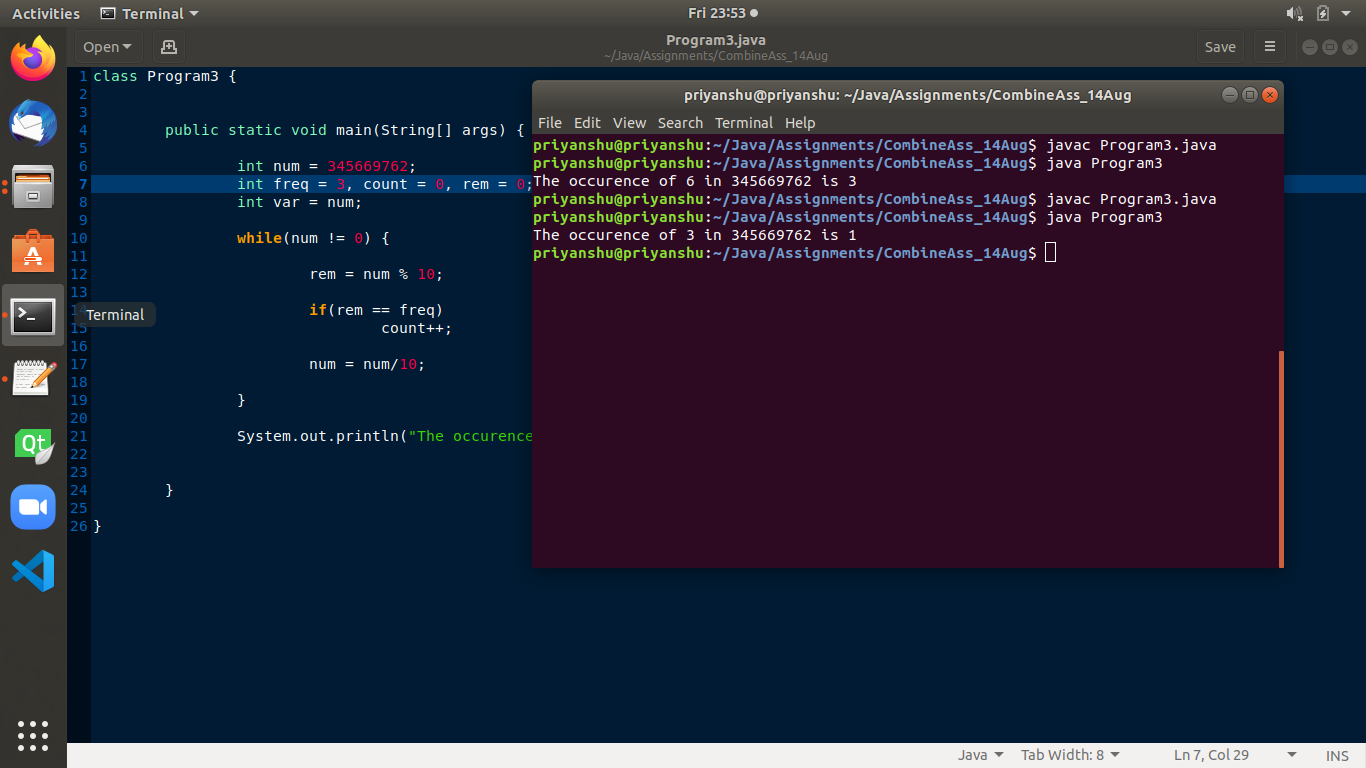 Activities Terminal Fri 23:53
Open Program3.java Save
~/Java/Assignments/CombineAss_14Aug
1 class Program3 {
2
3
4 public static void main(String[] args) {
5
6 int num = 345669762;
7 int freq = 3, count = 0, rem = 0;
8 int var = num;
9
10 while(num != 0) {
11
12 rem = num % 10;
13
14 if(rem == freq)
15 count++;
16
17 num = num/10;
18
19 }
20
21 System.out.println("The occurence
22
23
24 }
25
26 }
Terminal
priyanshu@priyanshu: ~/Java/Assignments/CombineAss_14Aug
File Edit View Search Terminal Help
priyanshu@priyanshu:~/Java/Assignments/CombineAss_14Aug$ javac Program3.java
priyanshu@priyanshu:~/Java/Assignments/CombineAss_14Aug$ java Program3
The occurence of 6 in 345669762 is 3
priyanshu@priyanshu:~/Java/Assignments/CombineAss_14Aug$ javac Program3.java
priyanshu@priyanshu:~/Java/Assignments/CombineAss_14Aug$ java Program3
The occurence of 3 in 345669762 is 1
priyanshu@priyanshu:~/Java/Assignments/CombineAss_14Aug$
Qt
Java Tab Width: 8 Ln 7, Col 29 INS